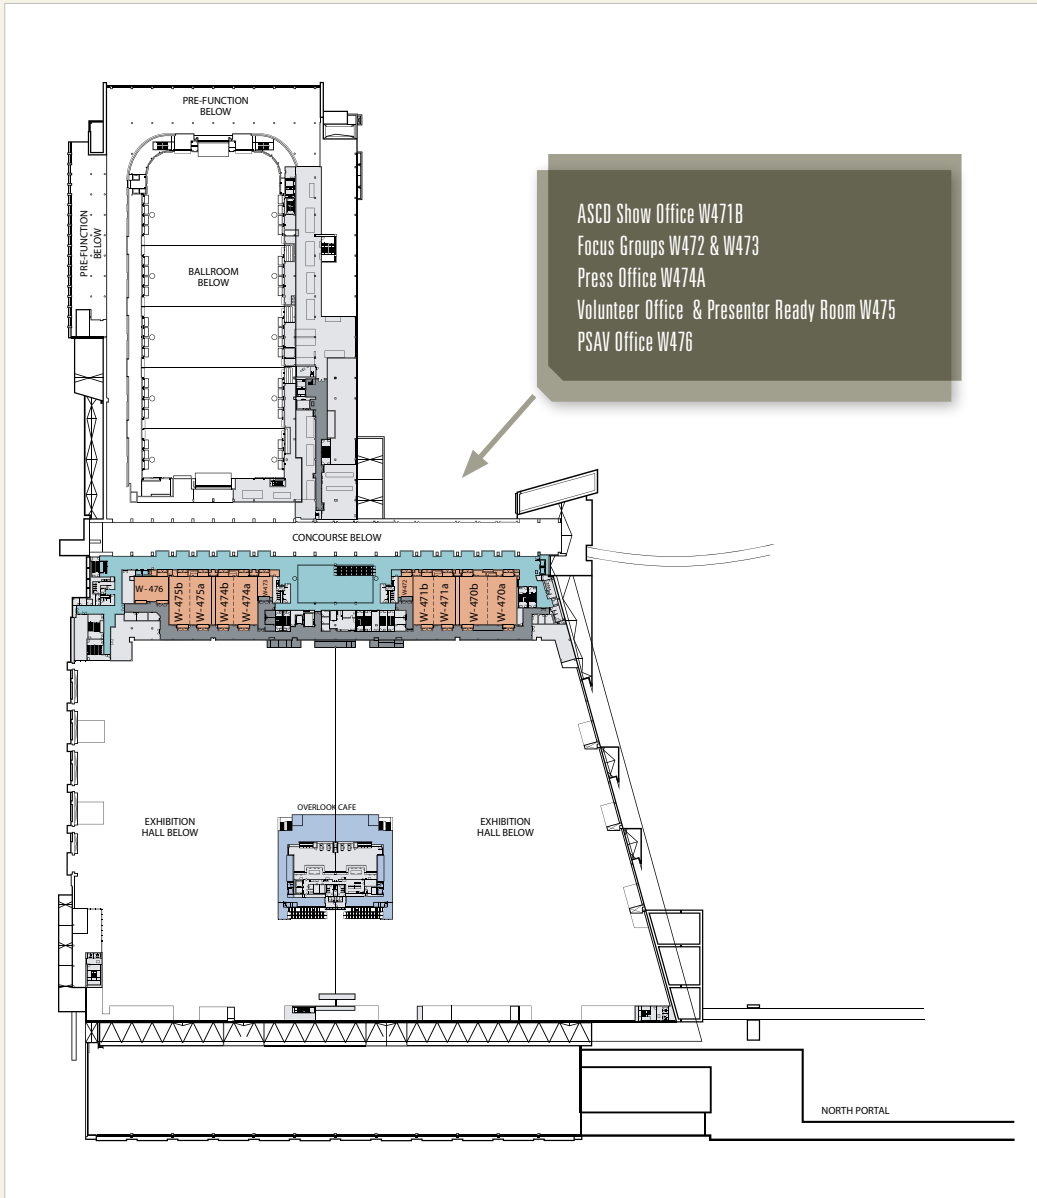 PRE-FUNCTION
BELOW
PRE-FUNCTION
BELOW
BALLROOM
BELOW
ASCD Show Office W471B
Focus Groups W472 & W473
Press Office W474A
Volunteer Office & Presenter Ready Room W475
PSAV Office W476
CONCOURSE BELOW
W-476
W-475b
W-475a
W-474b
W-474a
W-473
W-472
W-471b
W-471a
W-470b
W-470a
OVERLOOK CAFE
EXHIBITION
HALL BELOW
EXHIBITION
HALL BELOW
NORTH PORTAL